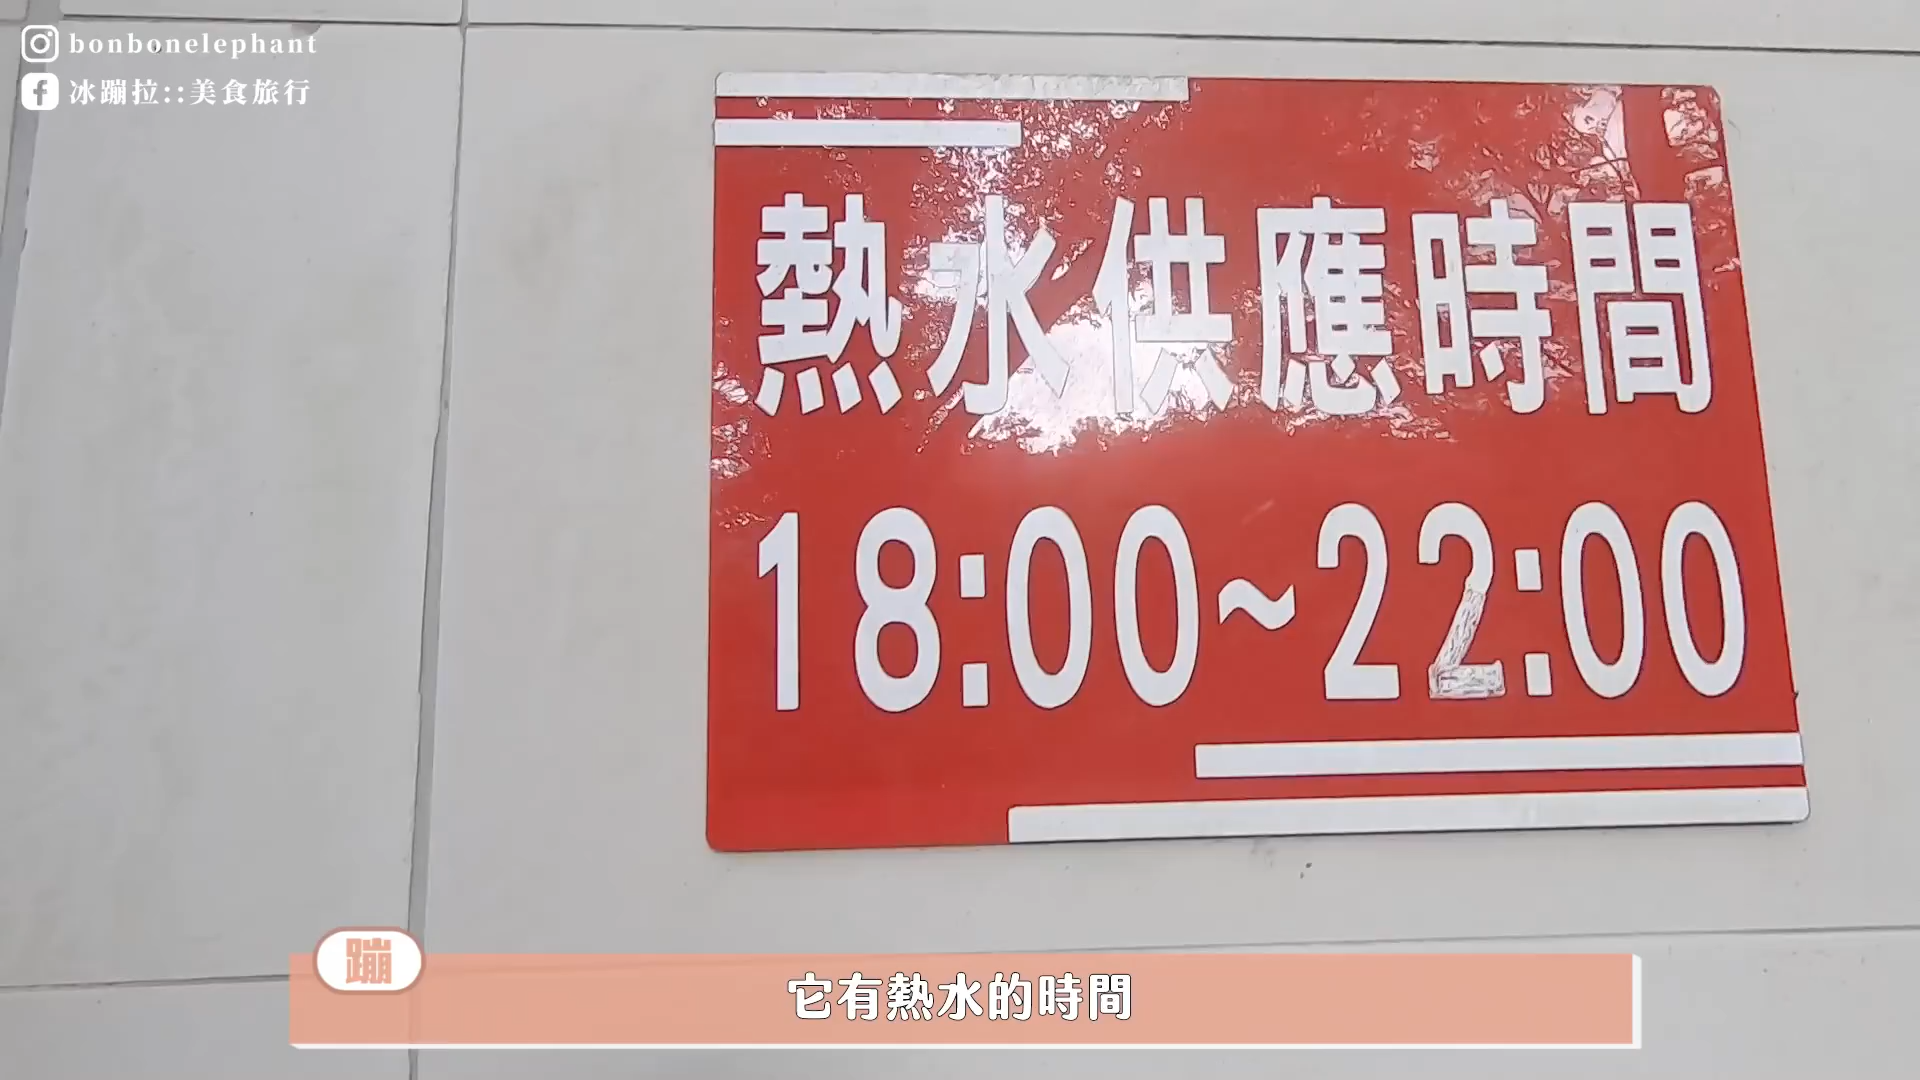 bonbonelephant
冰蹦拉::美食旅行
熱水供應時間
18:00~22:00
蹦
它有熱水的時間